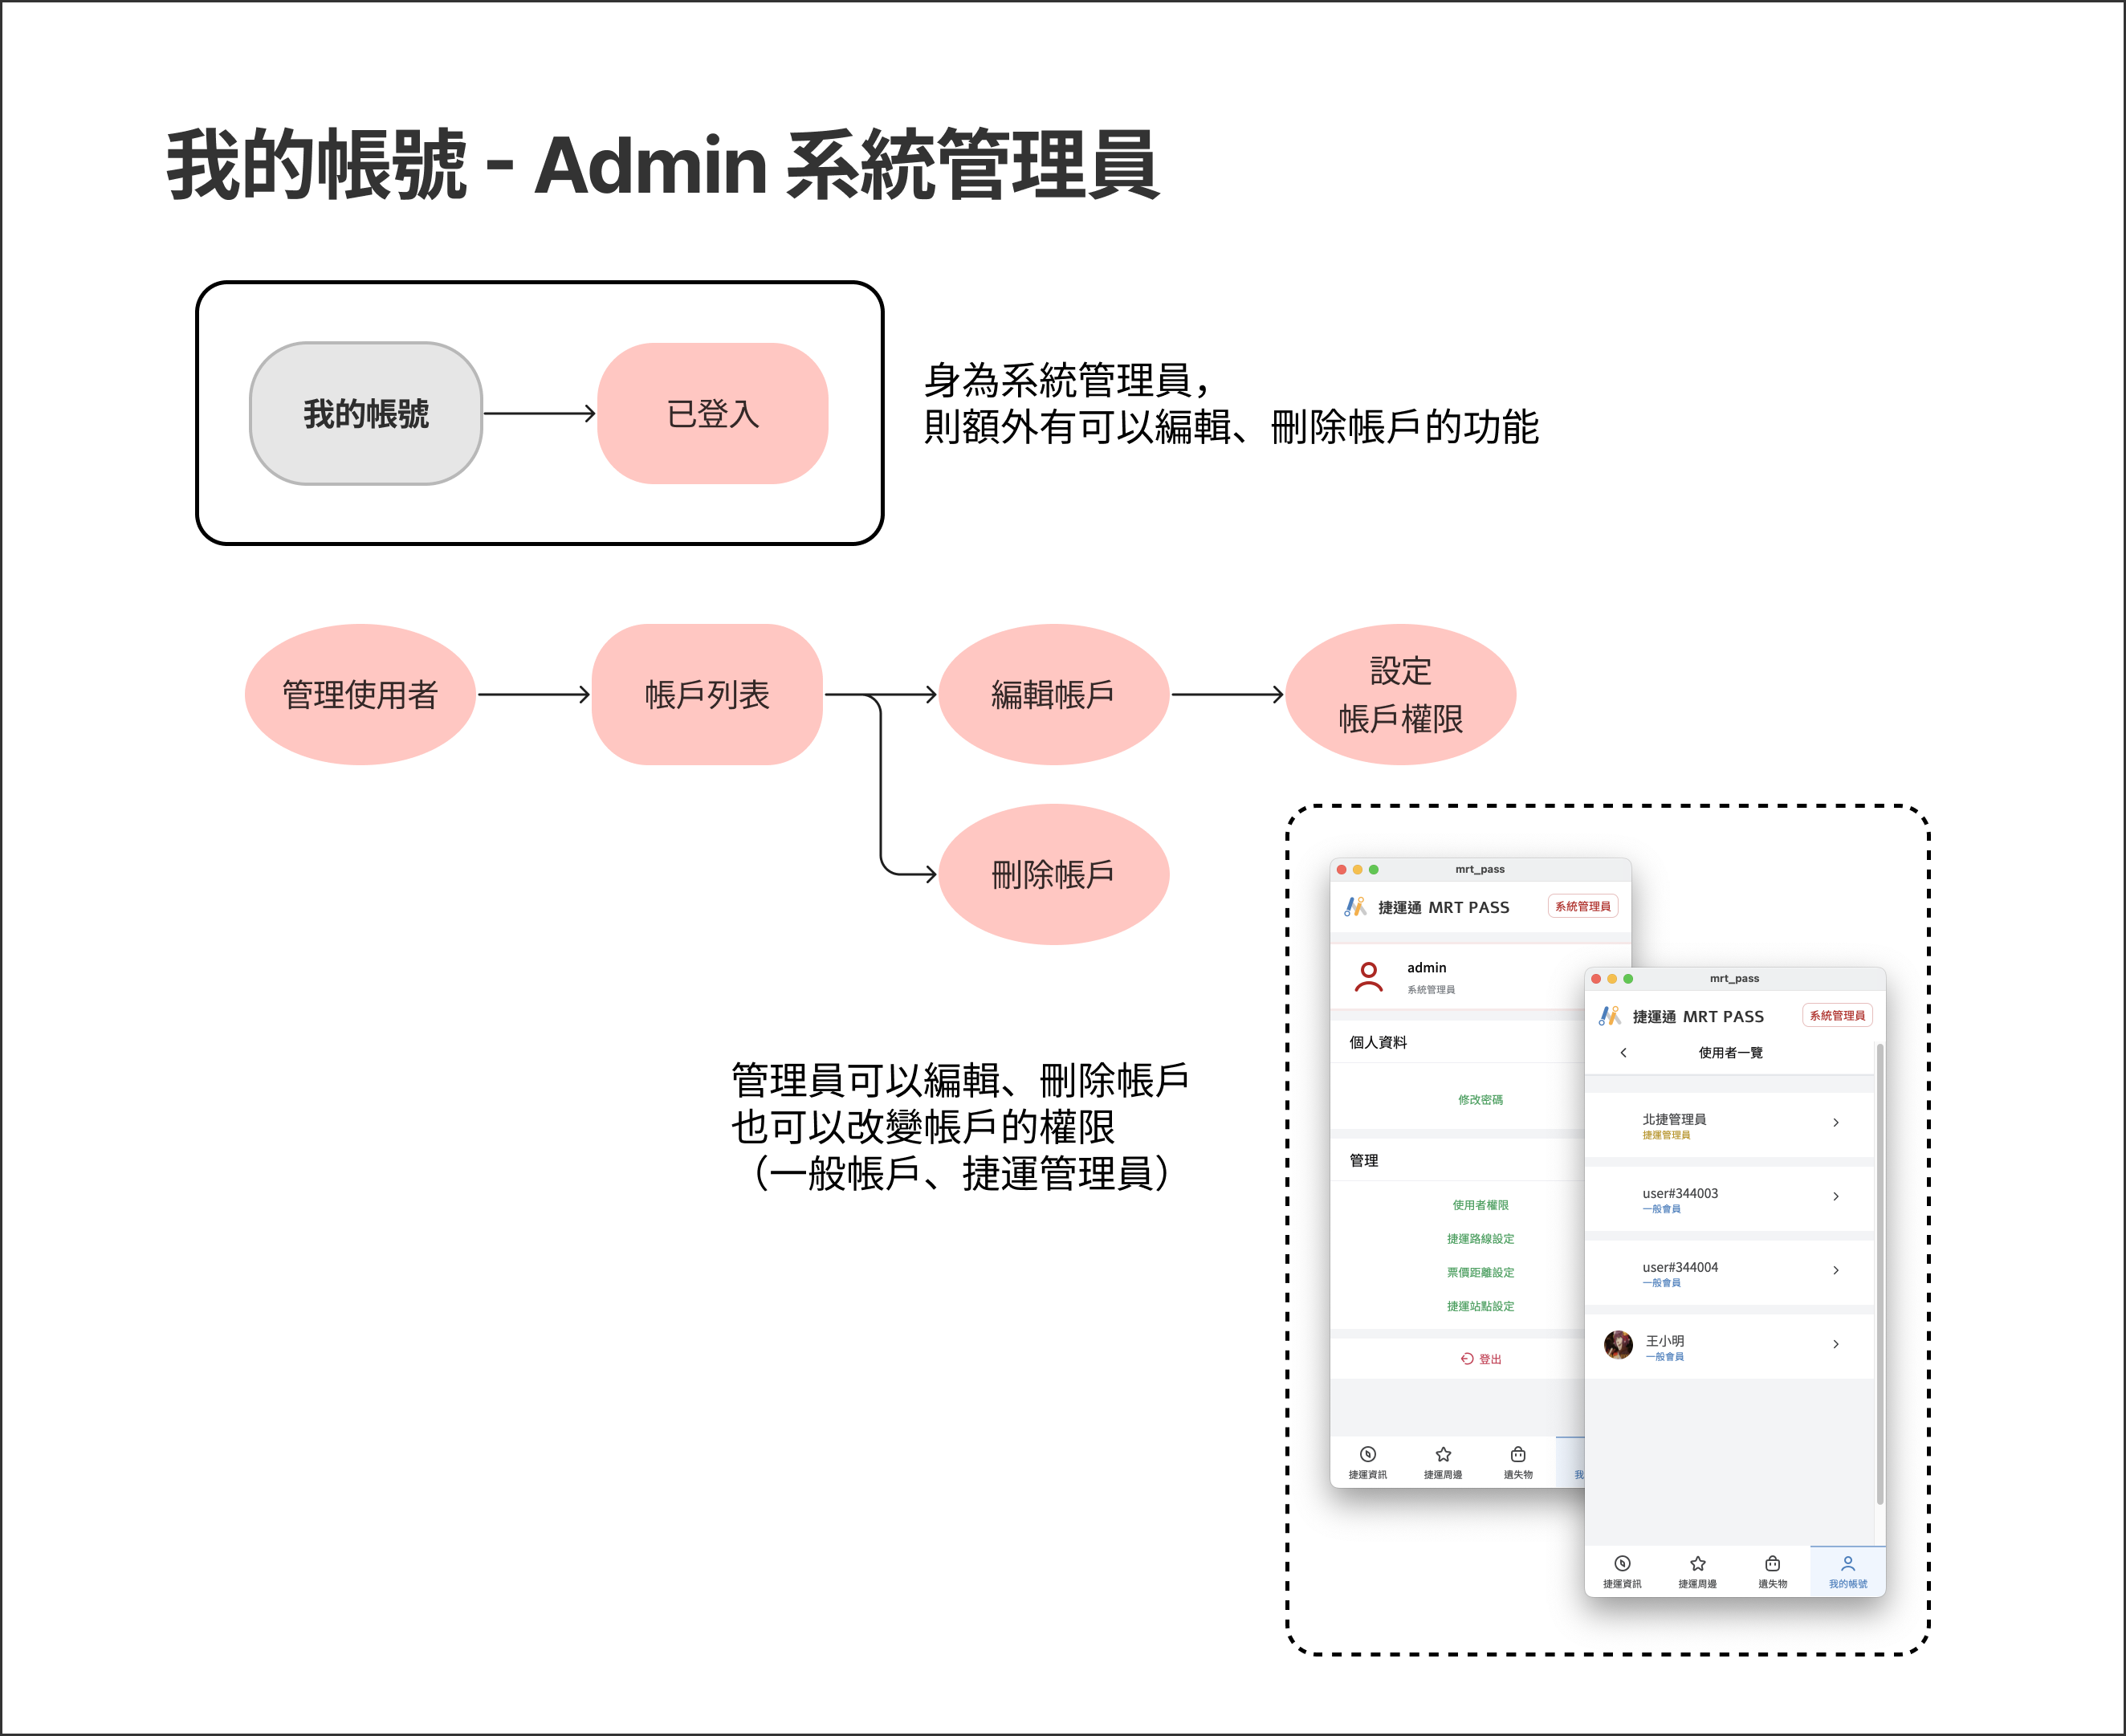 我的帳號 - Admin 系統管理員
我的帳號
已登入
身為系統管理員，
則額外有可以編輯、刪除帳戶的功能
管理使用者
帳戶列表
編輯帳戶
設定
帳戶權限
刪除帳戶
管理員可以編輯、刪除帳戶
也可以改變帳戶的權限
（一般帳戶、捷運管理員）
mrt_pass
捷運通 MRT PASS
系統管理員
admin
系統管理員
個人資料
修改密碼
管理
使用者權限
捷運路線設定
票價距離設定
捷運站點設定
登出
捷運資訊
捷運周邊
遺失物
我
mrt_pass
捷運通 MRT PASS
系統管理員
使用者一覽
北捷管理員
捷運管理員
user#344003
一般會員
user#344004
一般會員
王小明
一般會員
捷運資訊
捷運周邊
遺失物
我的帳號